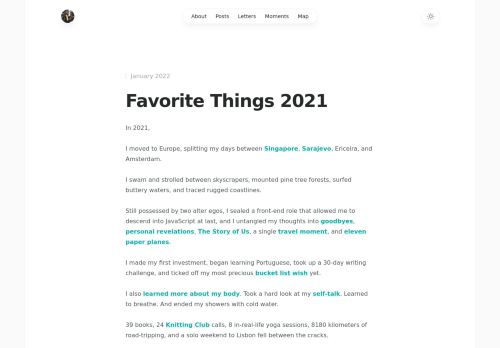 About Posts Letters Moments Map
January 2022
Favorite Things 2021
In 2021,
I moved to Europe, splitting my days between Singapore, Sarajevo, Ericeira, and
Amsterdam.
I swam and strolled between skyscrapers, mounted pine tree forests, surfed
buttery waters, and traced rugged coastlines.
Still possessed by two alter egos, I sealed a front-end role that allowed me to
descend into JavaScript at last, and I untangled my thoughts into goodbyes,
personal revelations, The Story of Us, a single travel moment, and eleven
paper planes.
I made my first investment, began learning Portuguese, took up a 30-day writing
challenge, and ticked off my most precious bucket list wish yet.
I also learned more about my body. Took a hard look at my self-talk. Learned
to breathe. And ended my showers with cold water.
39 books, 24 Knitting Club calls, 8 in-real-life yoga sessions, 8180 kilometers of
road-tripping, and a solo weekend to Lisbon fell between the cracks.